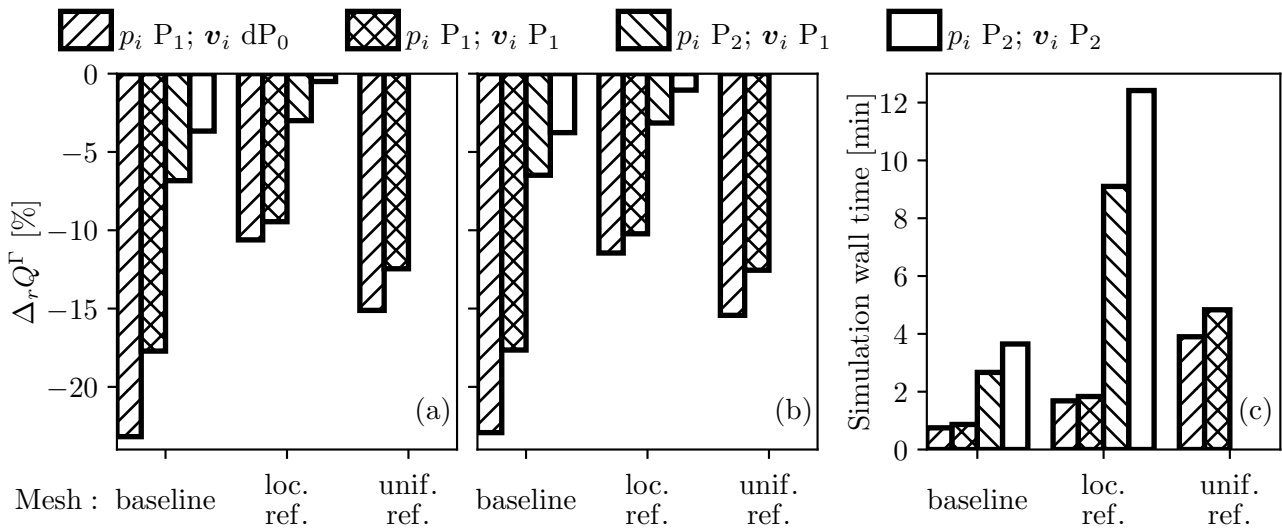 p_i P_1; v_i dP_0 p_i P_1; v_i P_1 p_i P_2; v_i P_1 p_i P_2; v_i P_2
Δ_r Q^Γ [%]
0
−5
−10
−15
−20
(a)
(b)
Simulation wall time [min]
12
10
8
6
4
2
0
(c)
Mesh : baseline loc. ref. unif. ref.
baseline loc. ref. unif. ref.
baseline loc. ref. unif. ref.